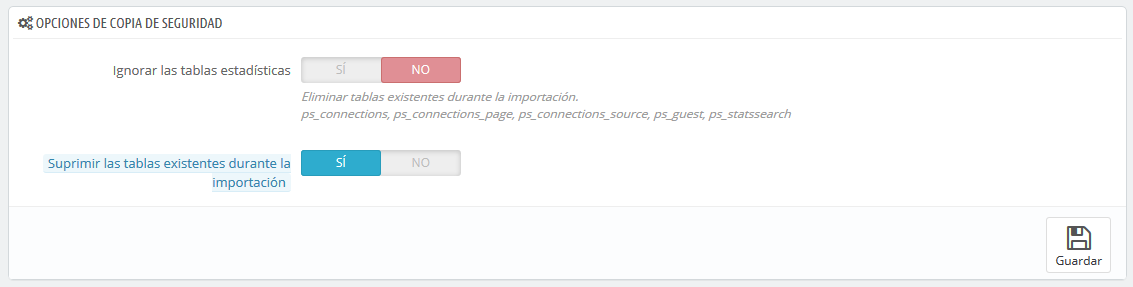 OPCIONES DE COPIA DE SEGURIDAD
Ignorar las tablas estadísticas SÍ NO
Eliminar tablas existentes durante la importación.
ps_connections, ps_connections_page, ps_connections_source, ps_guest, ps_statssearch
Suprimir las tablas existentes durante la SÍ NO
importación
Guardar